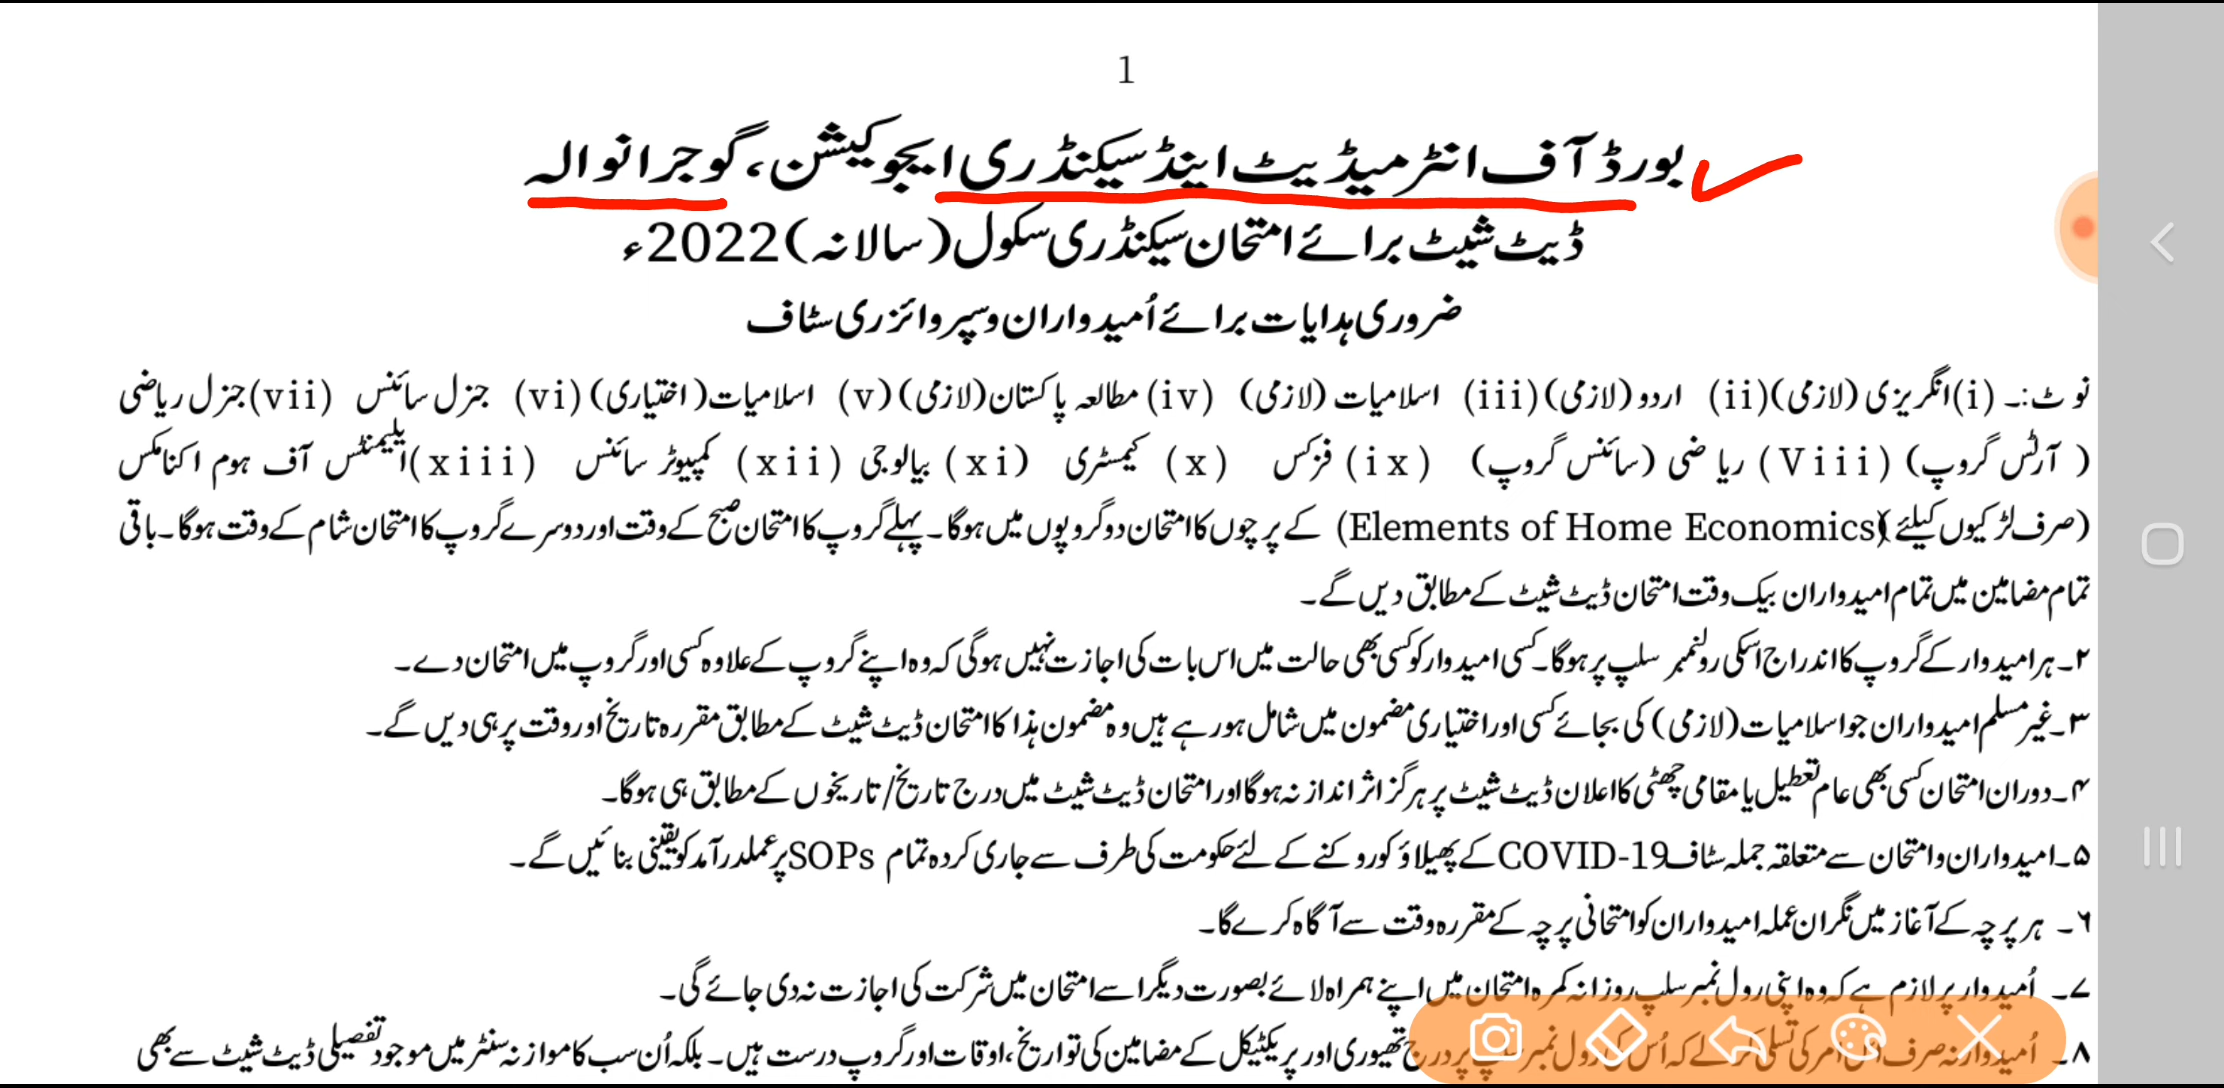 1
بورڈ آف انٹرمیڈیٹ اینڈ سیکنڈری ایجوکیشن، گوجرانوالہ
ڈیٹ شیٹ برائے امتحان سیکنڈری سکول (سالانہ) 2022ء
ضروری ہدایات برائے اُمیدواران و سپروائزری سٹاف
نوٹ:۔ (i) انگریزی (لازمی) (ii) اردو (لازمی) (iii) اسلامیات (لازمی) (iv) مطالعہ پاکستان (لازمی) (v) اسلامیات (اختیاری) (vi) جنرل سائنس (vii) جنرل ریاضی
(آرٹس گروپ) (Viii) ریاضی (سائنس گروپ) (ix) فزکس (x) کیمسٹری (xi) بیالوجی (xii) کمپیوٹر سائنس (xiii) ایلیمنٹس آف ہوم اکنامکس
(صرف لڑکیوں کیلئے) (Elements of Home Economics) کے پرچوں کا امتحان دو گروپوں میں ہوگا۔ پہلے گروپ کا امتحان صبح کے وقت اور دوسرے گروپ کا امتحان شام کے وقت ہوگا۔ باقی
تمام مضامین میں تمام امیدواران بیک وقت امتحان ڈیٹ شیٹ کے مطابق دیں گے۔
۲۔ ہر امیدوار کے گروپ کا اندراج اسکی رولنمبر سلپ پر ہوگا۔ کسی امیدوار کو کسی بھی حالت میں اس بات کی اجازت نہیں ہوگی کہ وہ اپنے گروپ کے علاوہ کسی اور گروپ میں امتحان دے۔
۳۔ غیر مسلم امیدواران جو اسلامیات (لازمی) کی بجائے کسی اور اختیاری مضمون میں شامل ہو رہے ہیں وہ مضمون ہذا کا امتحان ڈیٹ شیٹ کے مطابق مقررہ تاریخ اور وقت پر ہی دیں گے۔
۴۔ دوران امتحان کسی بھی عام تعطیل یا مقامی چھٹی کا اعلان ڈیٹ شیٹ پر ہرگز اثر انداز نہ ہوگا اور امتحان ڈیٹ شیٹ میں درج تاریخ/تاریخوں کے مطابق ہی ہوگا۔
۵۔ امیدواران و امتحان سے متعلقہ جملہ سٹاف COVID-19 کے پھیلاؤ کو روکنے کے لئے حکومت کی طرف سے جاری کردہ تمام SOPs پر عملدرآمد کو یقینی بنائیں گے۔
۶۔ ہر پرچہ کے آغاز میں نگران عملہ امیدواران کو امتحانی پرچہ کے مقررہ وقت سے آگاہ کرے گا۔
۷۔ اُمیدوار پر لازم ہے کہ وہ اپنی رول نمبر سلپ روزانہ کمرہ امتحان میں اپنے ہمراہ لائے بصورت دیگر اسے امتحان میں شرکت کی اجازت نہ دی جائے گی۔
۸۔ اُمیدوار نہ صرف اس امر کی تسلی کرلے کہ اُس کی رول نمبر سلپ پر درج تھیوری اور پریکٹیکل کے مضامین کی تواریخ، اوقات اور گروپ درست ہیں۔ بلکہ اُن سب کا موازنہ سنٹر میں موجود تفصیلی ڈیٹ شیٹ سے بھی